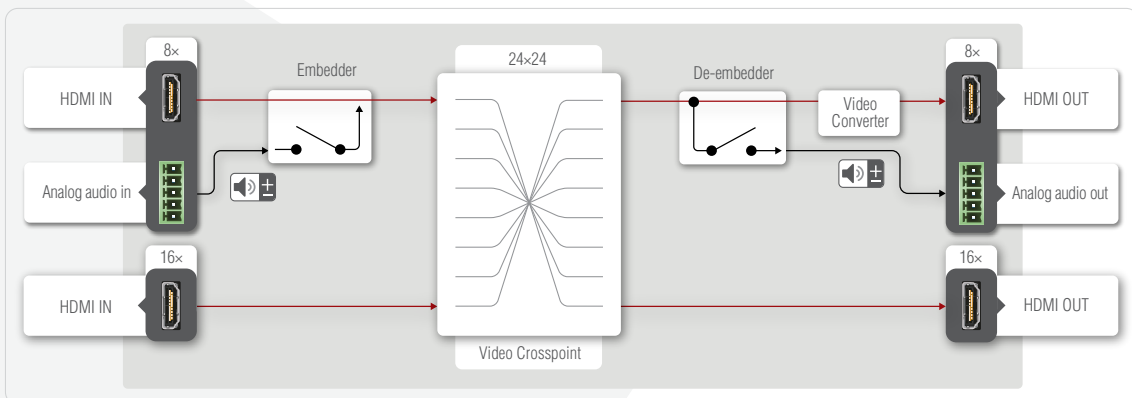 8×
24×24
8×
Embedder
De-embedder
HDMI IN
Video
Converter
HDMI OUT
Analog audio in
±
±
Analog audio out
16×
16×
HDMI IN
HDMI OUT
Video Crosspoint